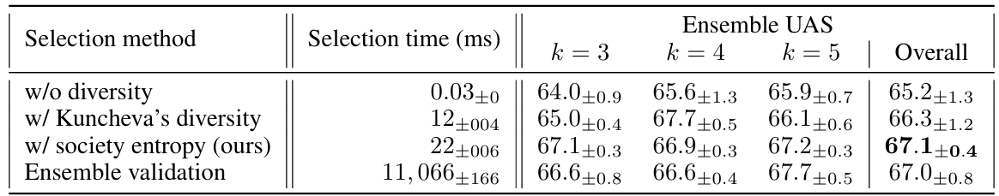 Selection method Selection time (ms) Ensemble UAS
k = 3 k = 4 k = 5 Overall
w/o diversity 0.03±0 64.0±0.9 65.6±1.3 65.9±0.7 65.2±1.3
w/ Kuncheva's diversity 12±004 65.0±0.4 67.7±0.5 66.1±0.6 66.3±1.2
w/ society entropy (ours) 22±006 67.1±0.3 66.9±0.3 67.2±0.3 67.1±0.4
Ensemble validation 11,066±166 66.6±0.8 66.6±0.4 67.7±0.5 67.0±0.8